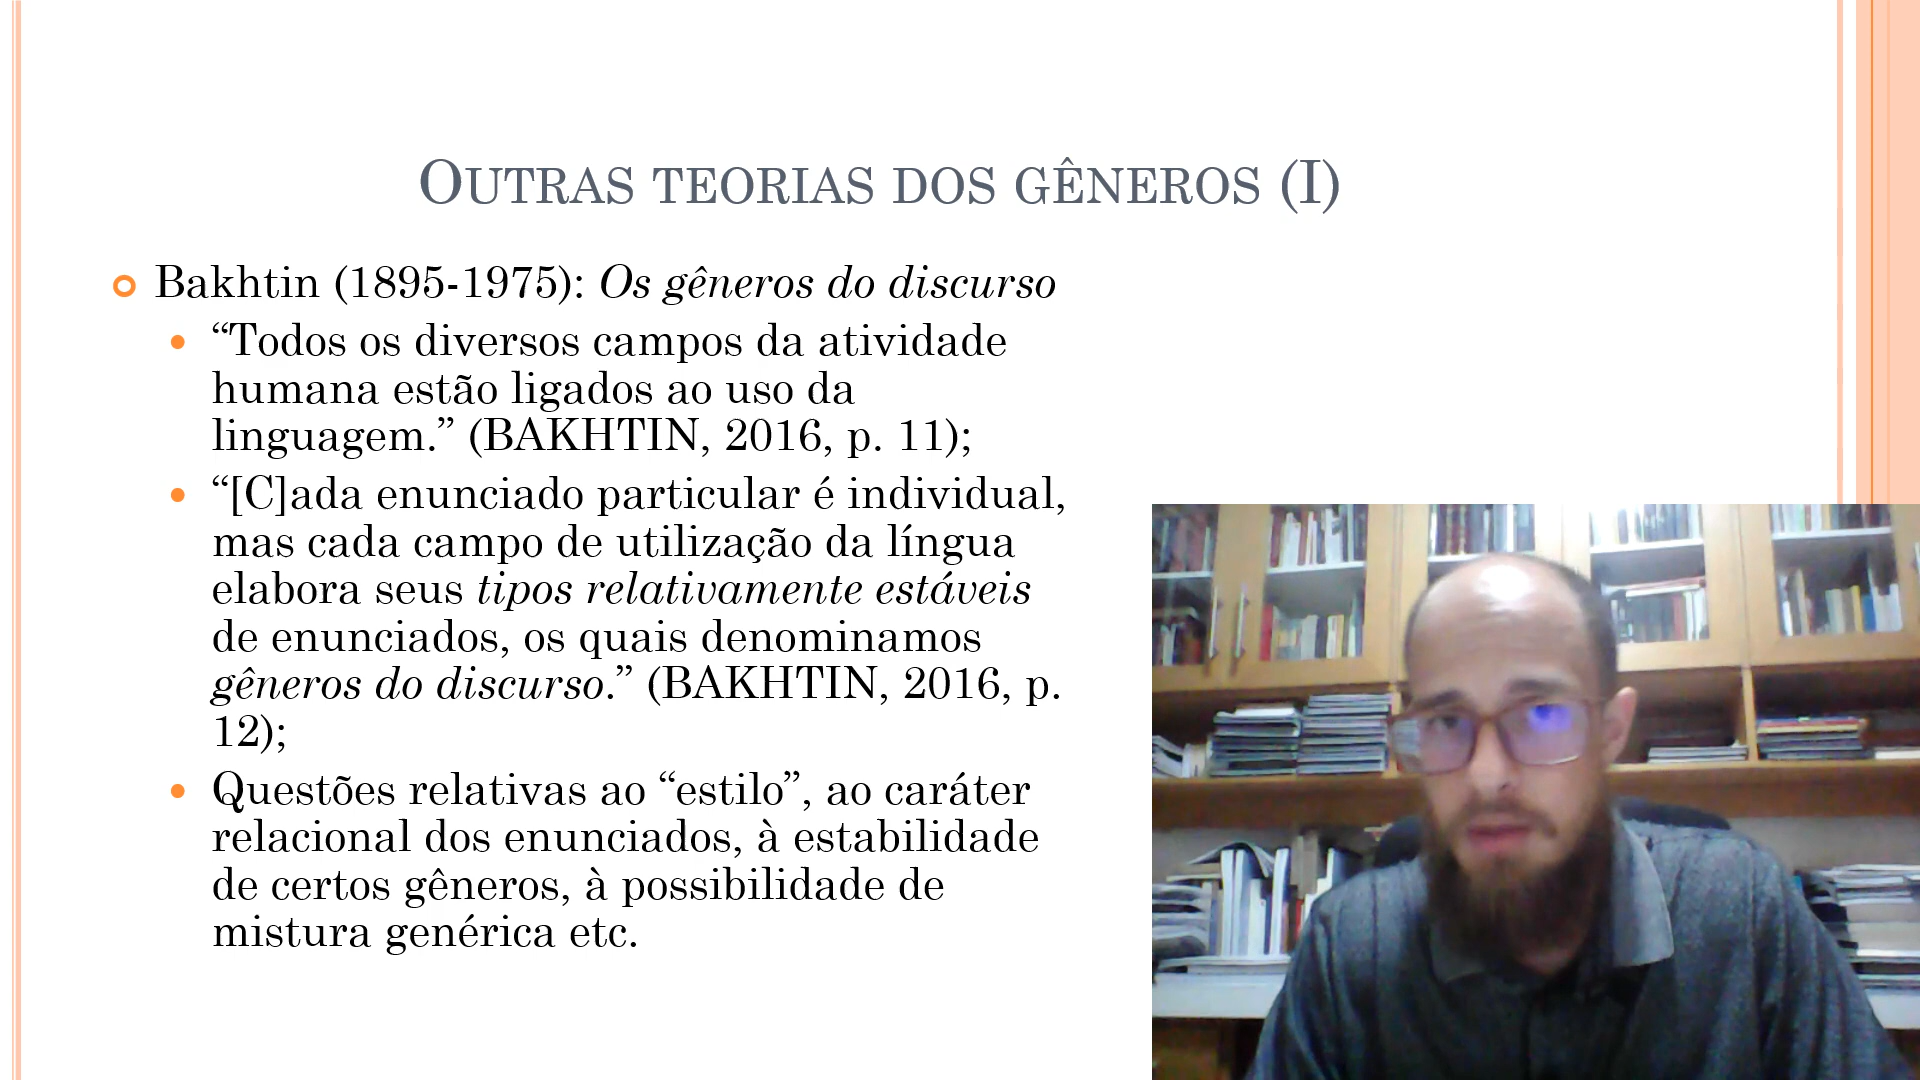 OUTRAS TEORIAS DOS GÊNEROS (I)
Bakhtin (1895-1975): Os gêneros do discurso
“Todos os diversos campos da atividade
humana estão ligados ao uso da
linguagem.” (BAKHTIN, 2016, p. 11);
“[C]ada enunciado particular é individual,
mas cada campo de utilização da língua
elabora seus tipos relativamente estáveis
de enunciados, os quais denominamos
gêneros do discurso.” (BAKHTIN, 2016, p.
12);
Questões relativas ao “estilo”, ao caráter
relacional dos enunciados, à estabilidade
de certos gêneros, à possibilidade de
mistura genérica etc.